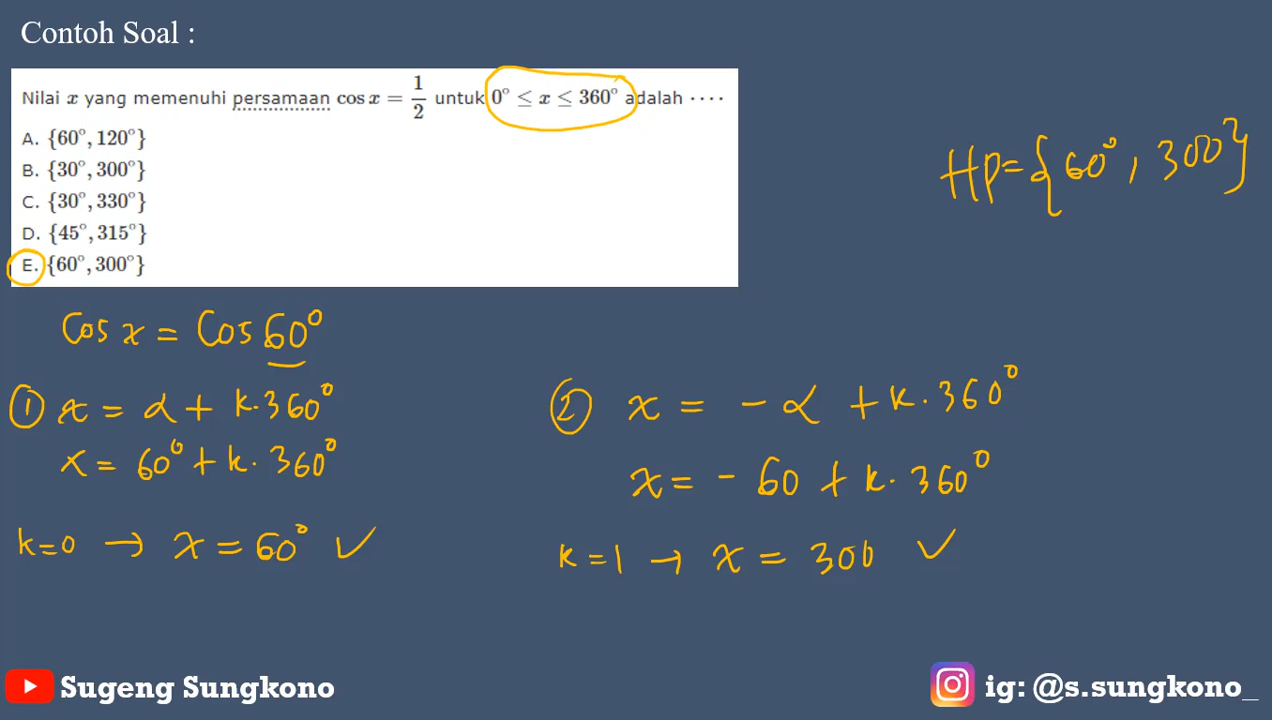 Contoh Soal :
Nilai x yang memenuhi persamaan cos x = 1/2 untuk 0° ≤ x ≤ 360° adalah ····
A. {60°, 120°}
B. {30°, 300°}
C. {30°, 330°}
D. {45°, 315°}
E. {60°, 300°}
Hp = {60°, 300}
Cos x = Cos 60°
① x = α + k.360°
x = 60° + k. 360°
k=0 → x = 60° ✓
② x = - α + k. 360°
x = - 60 + k. 360°
k = 1 → x = 300 ✓
Sugeng Sungkono
ig: @s.sungkono_